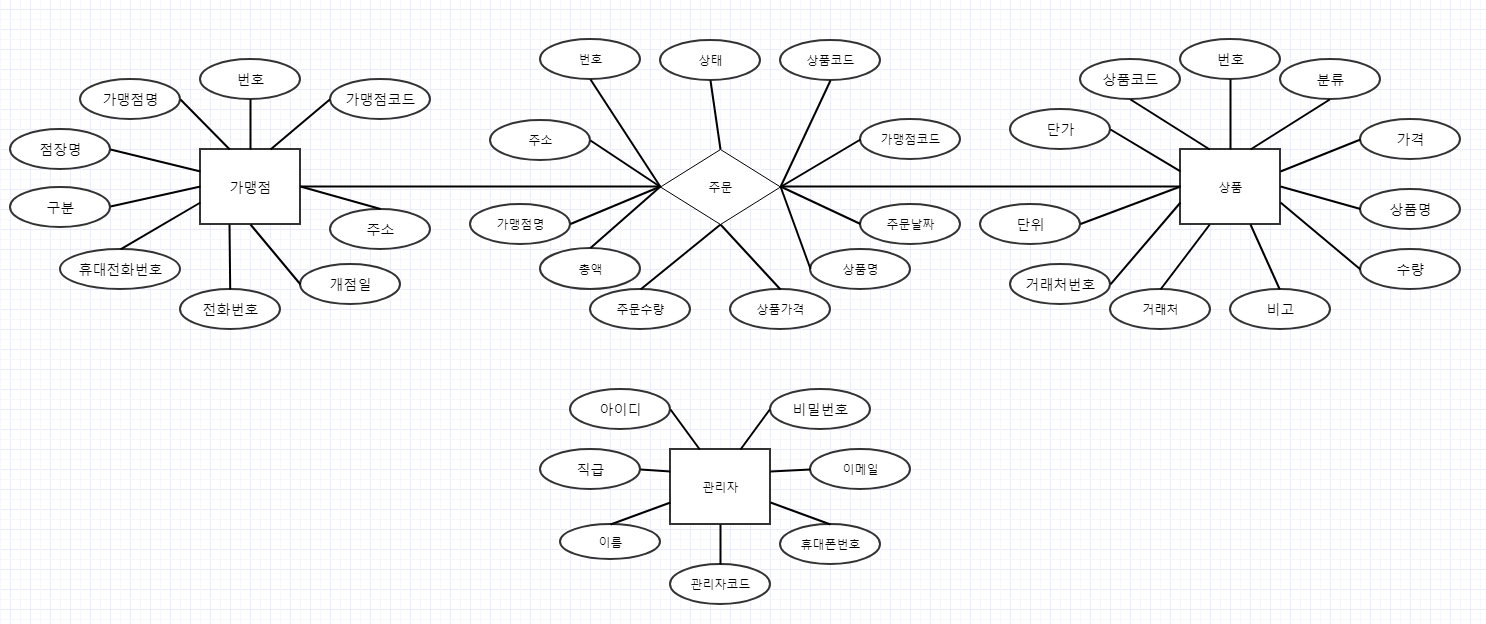 번호
가맹점명
가맹점코드
점장명
가맹점
구분
주소
휴대전화번호
개점일
전화번호
번호
상태
상품코드
주소
가맹점코드
주문
가맹점명
주문날짜
총액
상품명
주문수량
상품가격
번호
상품코드
분류
단가
가격
상품
단위
상품명
거래처번호
수량
거래처
비고
아이디
비밀번호
직급
이메일
관리자
이름
휴대폰번호
관리자코드